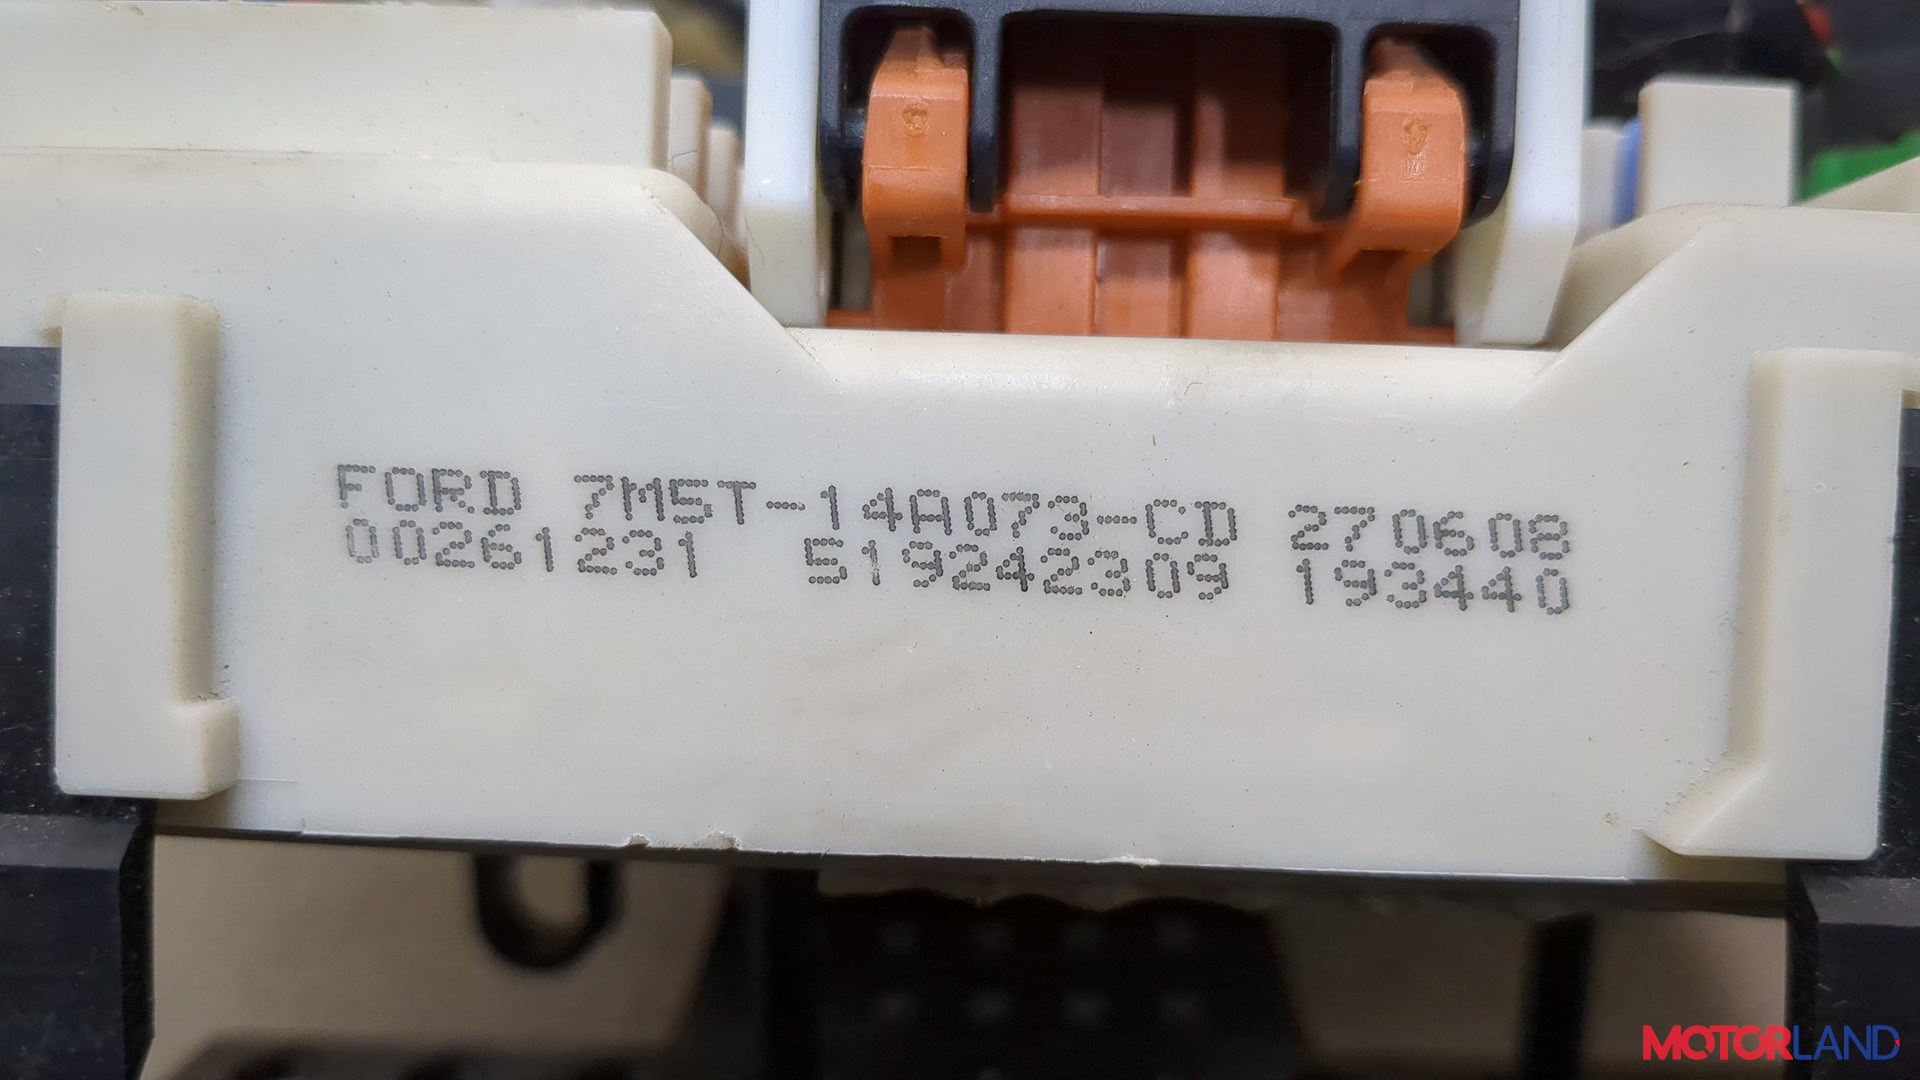 FORD 7M5T-14A073-CD 270608
00261231 519242309 193440
MOTORLAND